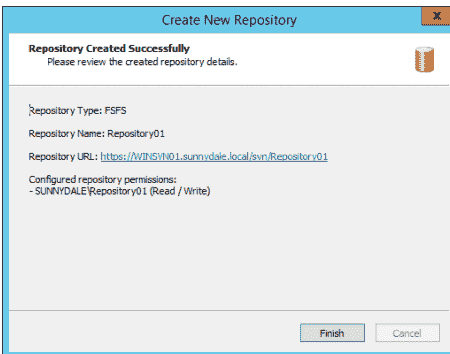 Create New Repository
x
Repository Created Successfully
Please review the created repository details.
Repository Type: FSFS
Repository Name: Repository01
Repository URL: https://WINSVN01.sunnydale.local/svn/Repository01
Configured repository permissions:
- SUNNYDALE\Repository01 (Read / Write)
Finish
Cancel